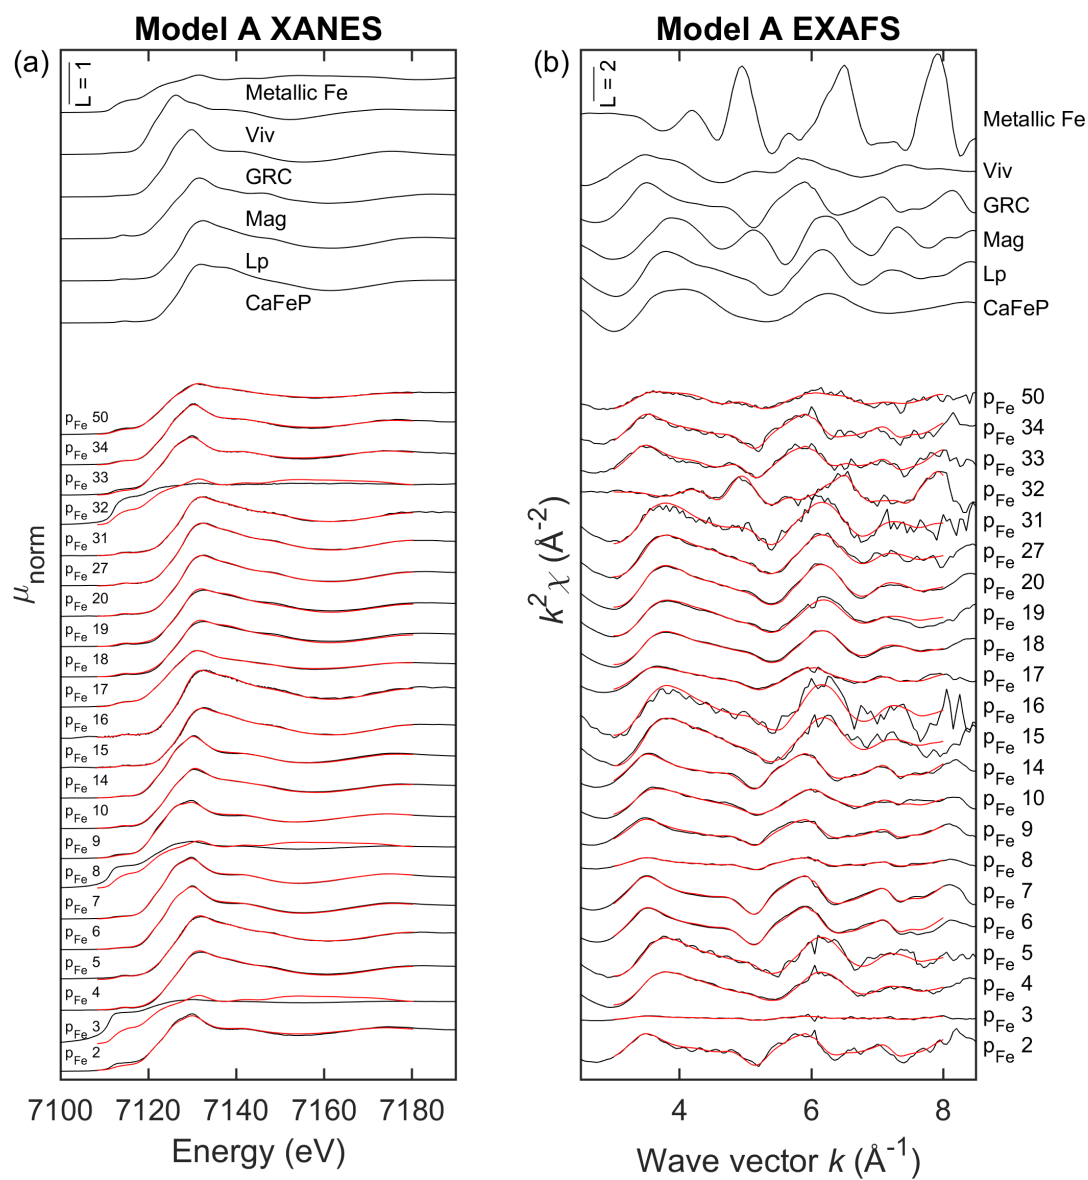 Model A XANES
(a)
L = 1
Metallic Fe
Viv
GRC
Mag
Lp
CaFeP
pFe 50
pFe 34
pFe 33
pFe 32
pFe 31
pFe 27
pFe 20
pFe 19
pFe 18
pFe 17
pFe 16
pFe 15
pFe 14
pFe 10
pFe 9
pFe 8
pFe 7
pFe 6
pFe 5
pFe 4
pFe 3
pFe 2
μnorm
7100 7120 7140 7160 7180
Energy (eV)
Model A EXAFS
(b)
L = 2
Metallic Fe
Viv
GRC
Mag
Lp
CaFeP
pFe 50
pFe 34
pFe 33
pFe 32
pFe 31
pFe 27
pFe 20
pFe 19
pFe 18
pFe 17
pFe 16
pFe 15
pFe 14
pFe 10
pFe 9
pFe 8
pFe 7
pFe 6
pFe 5
pFe 4
pFe 3
pFe 2
k²χ (Å⁻²)
4 6 8
Wave vector k (Å⁻¹)